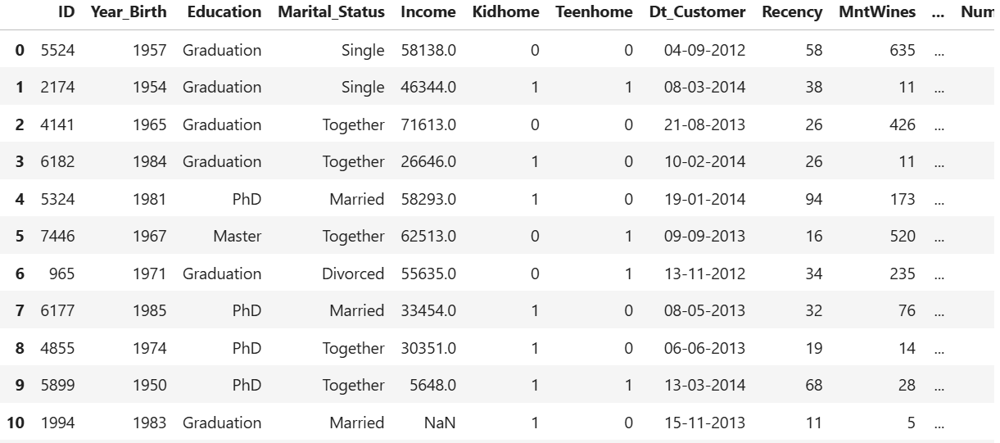 ID Year_Birth Education Marital_Status Income Kidhome Teenhome Dt_Customer Recency MntWines ... Num
0 5524 1957 Graduation Single 58138.0 0 0 04-09-2012 58 635 ...
1 2174 1954 Graduation Single 46344.0 1 1 08-03-2014 38 11 ...
2 4141 1965 Graduation Together 71613.0 0 0 21-08-2013 26 426 ...
3 6182 1984 Graduation Together 26646.0 1 0 10-02-2014 26 11 ...
4 5324 1981 PhD Married 58293.0 1 0 19-01-2014 94 173 ...
5 7446 1967 Master Together 62513.0 0 1 09-09-2013 16 520 ...
6 965 1971 Graduation Divorced 55635.0 0 1 13-11-2012 34 235 ...
7 6177 1985 PhD Married 33454.0 1 0 08-05-2013 32 76 ...
8 4855 1974 PhD Together 30351.0 1 0 06-06-2013 19 14 ...
9 5899 1950 PhD Together 5648.0 1 1 13-03-2014 68 28 ...
10 1994 1983 Graduation Married NaN 1 0 15-11-2013 11 5 ...